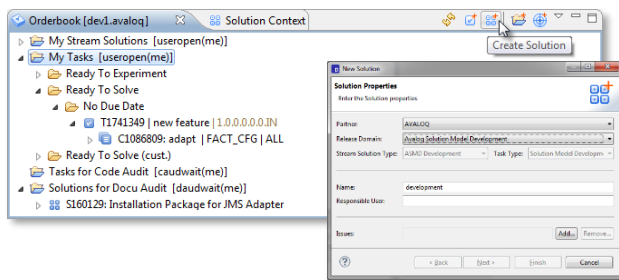 Orderbook [dev1.avaloq]
Solution Context
Create Solution
My Stream Solutions [useropen(me)]
My Tasks [useropen(me)]
Ready To Experiment
Ready To Solve
No Due Date
T1741349 | new feature | 1.0.0.0.0.0.IN
C1086809: adapt | FACT_CFG | ALL
Ready To Solve (cust.)
Tasks for Code Audit [caudwait(me)]
Solutions for Docu Audit [daudwait(me)]
S160129: Installation Package for JMS Adapter
New Solution
Solution Properties
Enter the Solution properties
Partner: AVALOQ
Release Domain: Avaloq Solution Model Development
Stream Solution Type: ASMD Development Task Type: Solution Model Developm
Name: development
Responsible User:
Issues: Add... Remove...
< Back Next > Finish Cancel